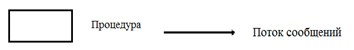 Процедура
Поток сообщений